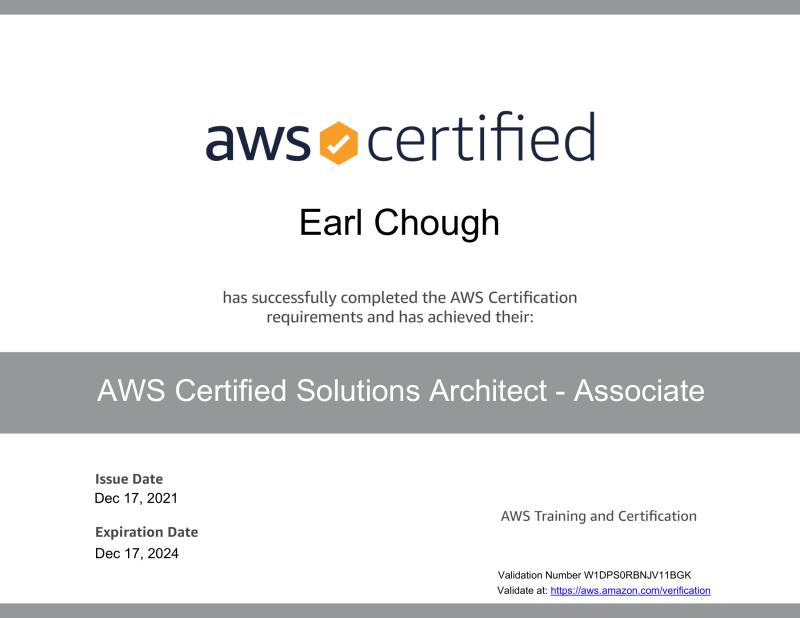 aws certified
Earl Chough
has successfully completed the AWS Certification
requirements and has achieved their:
AWS Certified Solutions Architect - Associate
Issue Date
Dec 17, 2021
Expiration Date
Dec 17, 2024
AWS Training and Certification
Validation Number W1DPS0RBNJV11BGK
Validate at: https://aws.amazon.com/verification